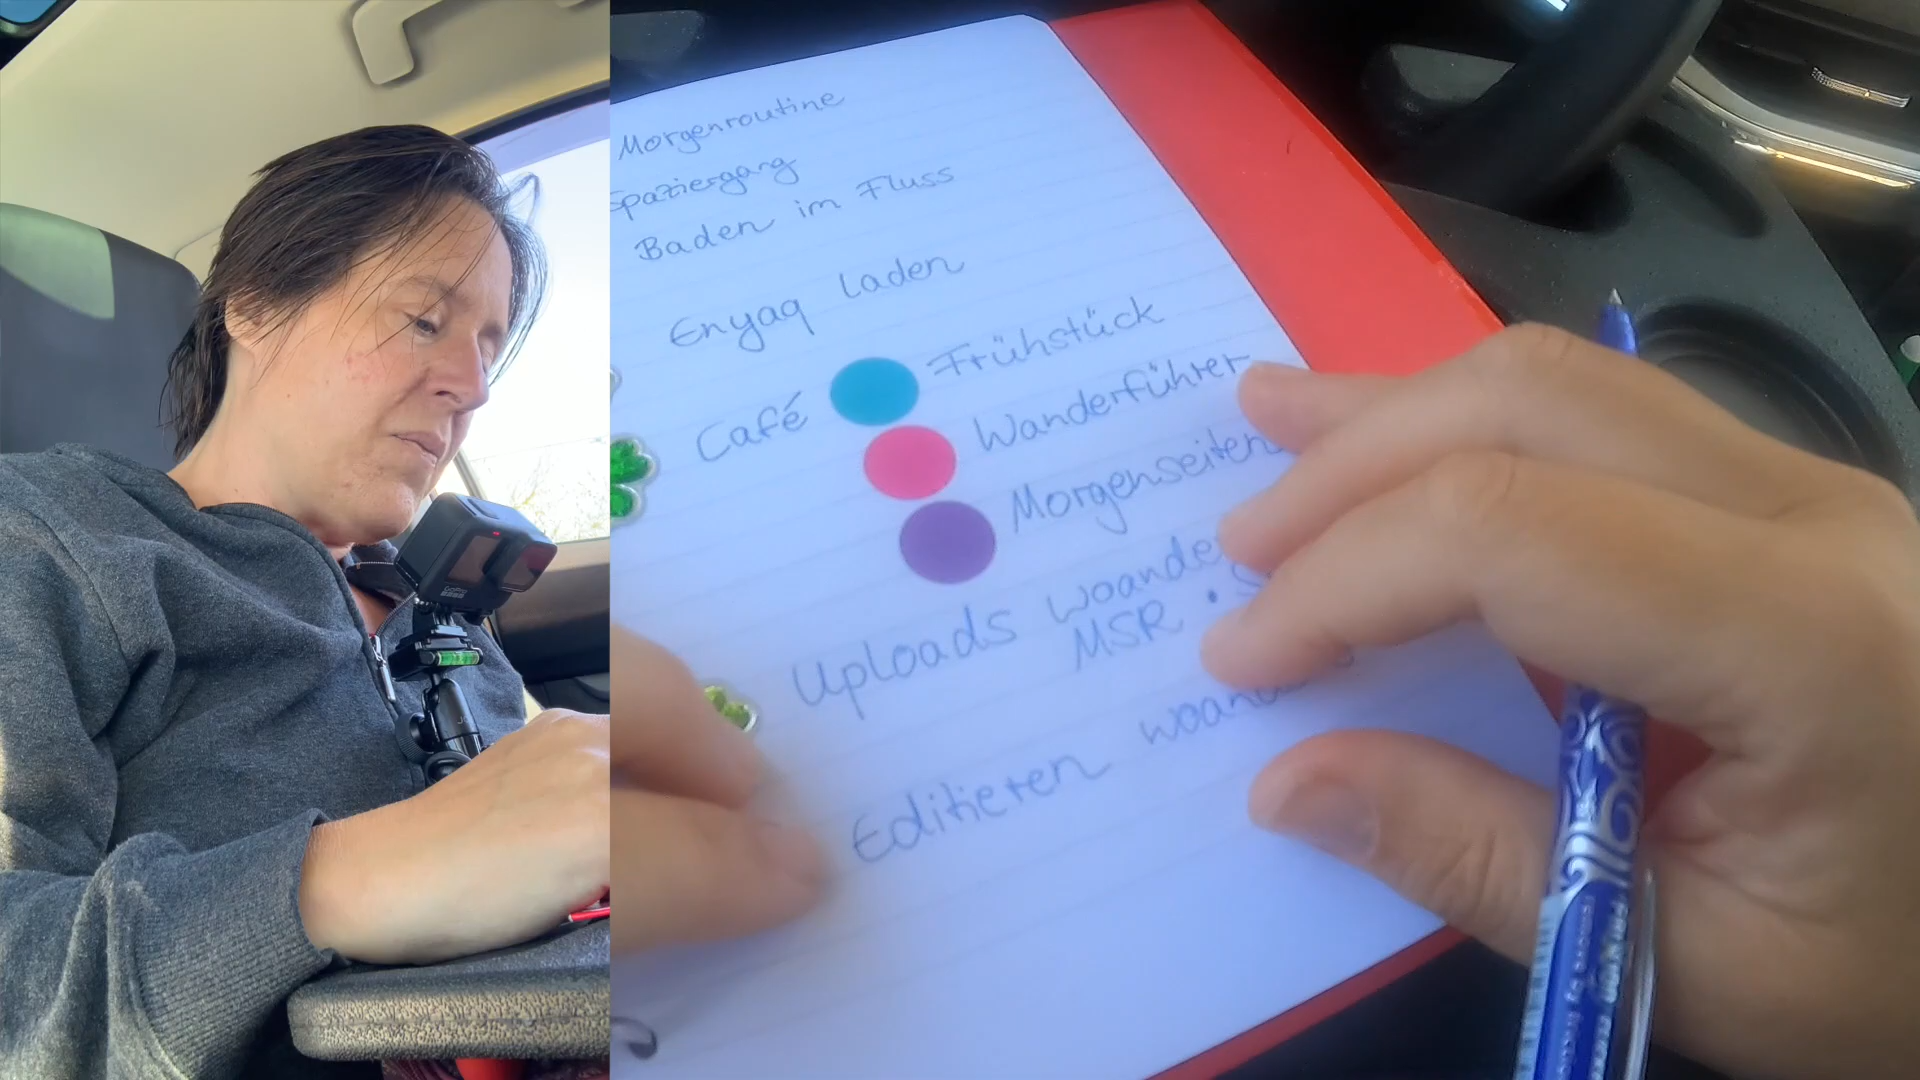 Morgenroutine
Spaziergang
Baden im Fluss
Enyaq laden
Café
Frühstück
Wanderführer
Morgenseiten
Uploads
MSR •
Editieren